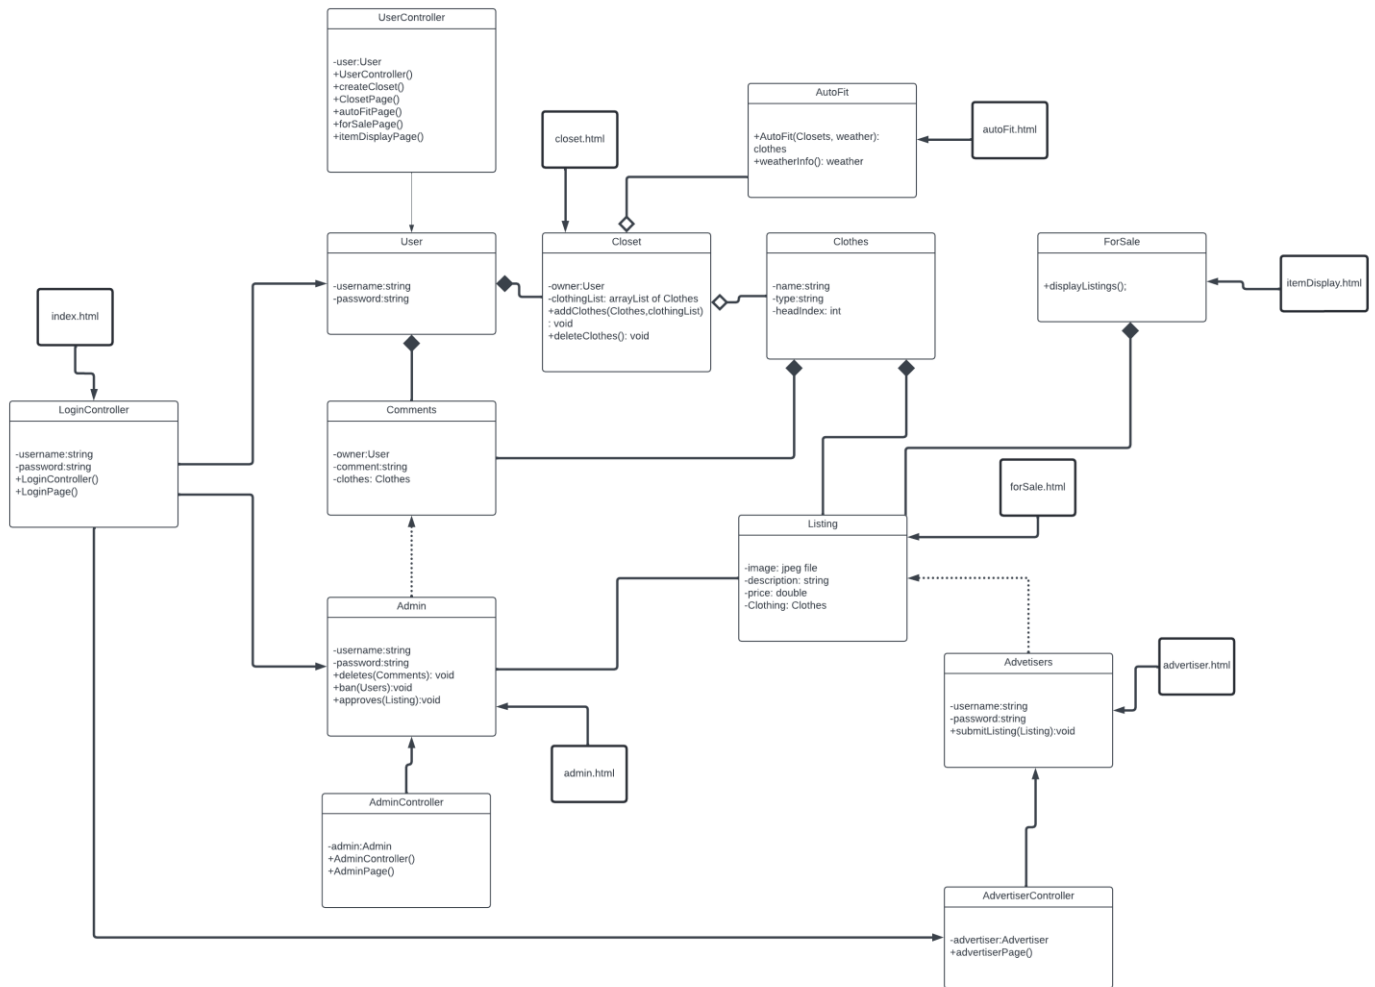 UserController
-user:User
+UserController()
+createCloset()
+ClosetPage()
+autoFitPage()
+forSalePage()
+itemDisplayPage()
AutoFit
+AutoFit(Closets, weather):
clothes
+weatherInfo(): weather
autoFit.html
closet.html
User
-username:string
-password:string
Closet
-owner:User
-clothingList: arrayList of Clothes
+addClothes(Clothes,clothingList)
: void
+deleteClothes(): void
Clothes
-name:string
-type:string
-headIndex: int
ForSale
+displayListings();
itemDisplay.html
index.html
LoginController
-username:string
-password:string
+LoginController()
+LoginPage()
Comments
-owner:User
-comment:string
-clothes: Clothes
forSale.html
Listing
-image: jpeg file
-description: string
-price: double
-Clothing: Clothes
Admin
-username:string
-password:string
+deletes(Comments): void
+ban(Users):void
+approves(Listing):void
Advetisers
-username:string
-password:string
+submitListing(Listing):void
advertiser.html
admin.html
AdminController
-admin:Admin
+AdminController()
+AdminPage()
AdvertiserController
-advertiser:Advertiser
+advertiserPage()